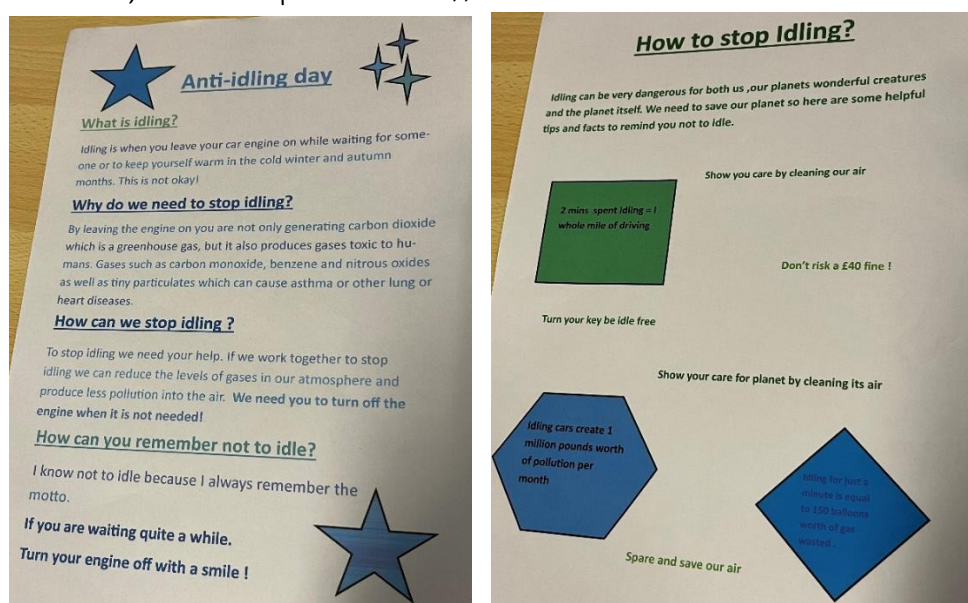 Anti-idling day
What is idling?
Idling is when you leave your car engine on while waiting for some-
one or to keep yourself warm in the cold winter and autumn
months. This is not okay!
Why do we need to stop idling?
By leaving the engine on you are not only generating carbon dioxide
which is a greenhouse gas, but it also produces gases toxic to hu-
mans. Gases such as carbon monoxide, benzene and nitrous oxides
as well as tiny particulates which can cause asthma or other lung or
heart diseases.
How can we stop idling ?
To stop idling we need your help. If we work together to stop
idling we can reduce the levels of gases in our atmosphere and
produce less pollution into the air. We need you to turn off the
engine when it is not needed!
How can you remember not to idle?
I know not to idle because I always remember the
motto.
If you are waiting quite a while.
Turn your engine off with a smile !
How to stop Idling?
Idling can be very dangerous for both us ,our planets wonderful creatures
and the planet itself. We need to save our planet so here are some helpful
tips and facts to remind you not to idle.
Show you care by cleaning our air
2 mins spent idling = I
whole mile of driving
Don't risk a £40 fine !
Turn your key be idle free
Show your care for planet by cleaning its air
Idling cars create 1
million pounds worth
of pollution per
month
Idling for just a
minute is equal
to 150 balloons
worth of gas
wasted .
Spare and save our air